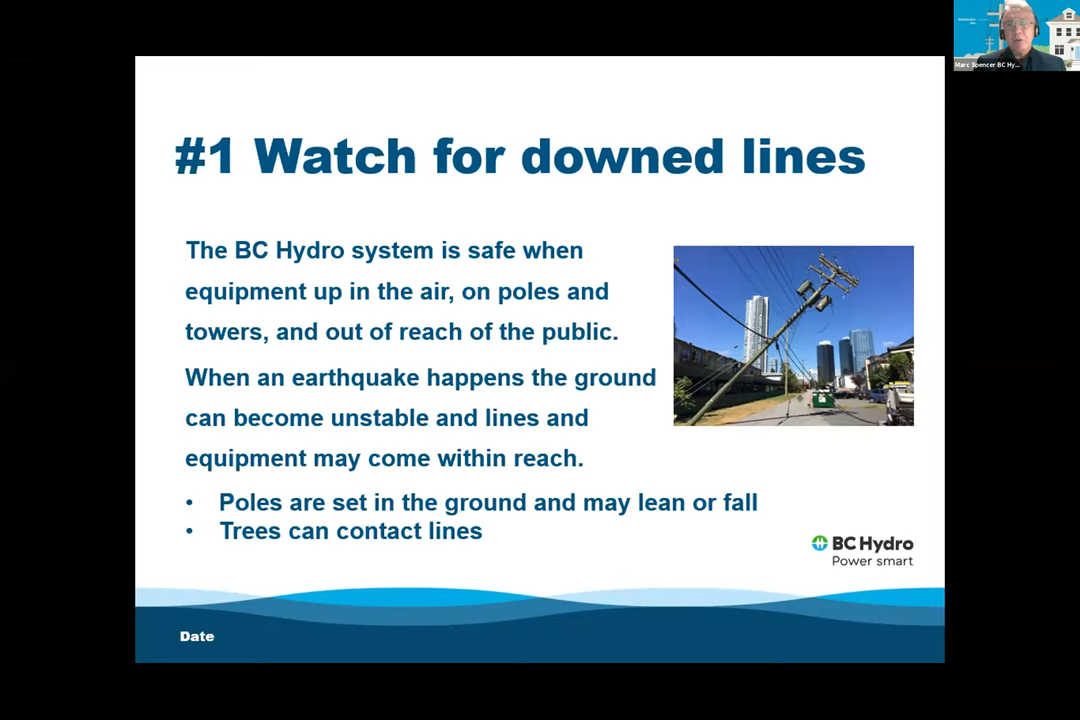 #1 Watch for downed lines
The BC Hydro system is safe when
equipment up in the air, on poles and
towers, and out of reach of the public.
When an earthquake happens the ground
can become unstable and lines and
equipment may come within reach.
• Poles are set in the ground and may lean or fall
• Trees can contact lines
BC Hydro
Power smart
Date
Marc Spencer BC Hy...